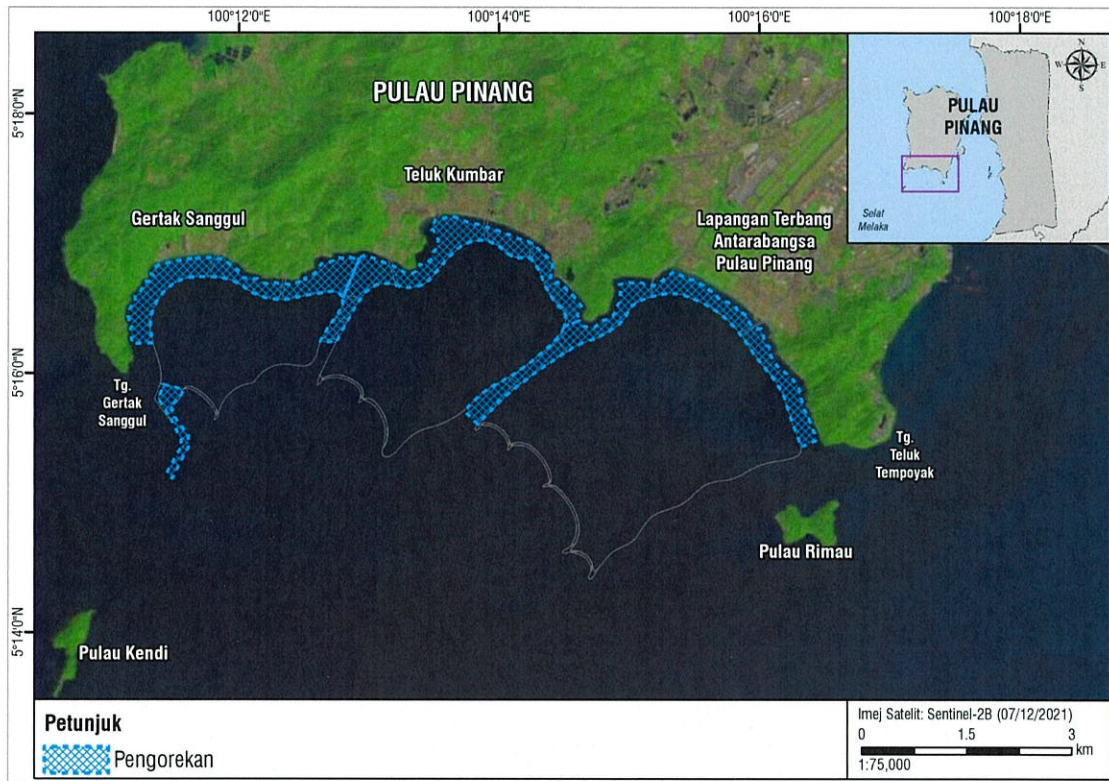 100°12'0"E
100°14'0"E
100°16'0"E
100°18'0"E
5°18'0"N
5°16'0"N
5°14'0"N
PULAU PINANG
Teluk Kumbar
Gertak Sanggul
Lapangan Terbang
Antarabangsa
Pulau Pinang
Tg.
Gertak
Sanggul
Tg.
Teluk
Tempoyak
Pulau Rimau
Pulau Kendi
PULAU
PINANG
Selat
Melaka
N
W
E
S
Petunjuk
Pengorekan
Imej Satelit: Sentinel-2B (07/12/2021)
0 1.5 3
km
1:75,000